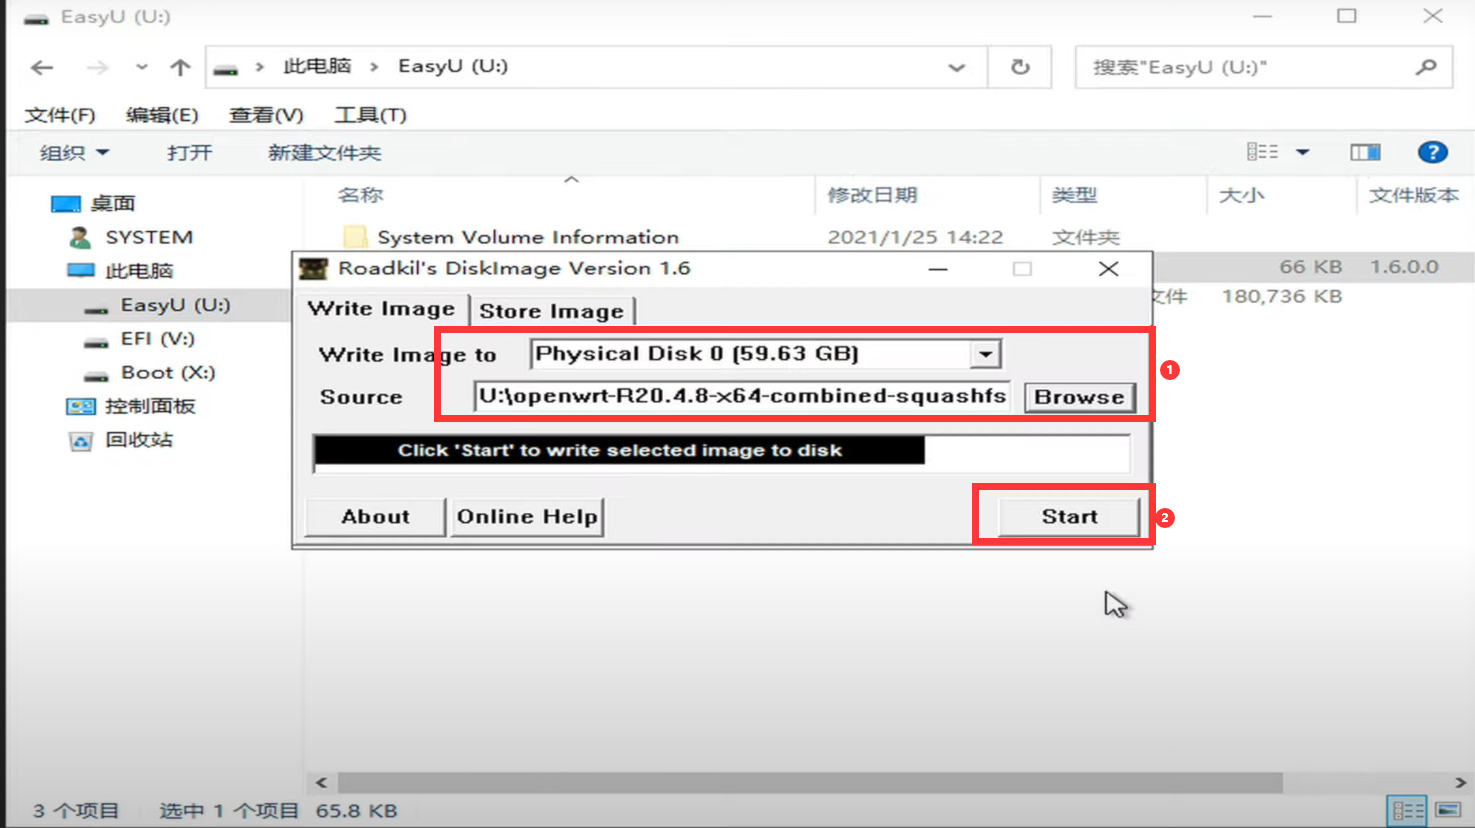 EasyU (U:)
此电脑 > EasyU (U:)
搜索"EasyU (U:)"
文件(F) 编辑(E) 查看(V) 工具(T)
组织 打开 新建文件夹
名称 修改日期 类型 大小 文件版本
桌面
SYSTEM
此电脑
EasyU (U:)
EFI (V:)
Boot (X:)
控制面板
回收站
System Volume Information 2021/1/25 14:22 文件夹
66 KB 1.6.0.0
文件 180,736 KB
Roadkil's DiskImage Version 1.6
Write Image Store Image
Write Image to Physical Disk 0 (59.63 GB)
Source U:\openwrt-R20.4.8-x64-combined-squashfs Browse
1
Click 'Start' to write selected image to disk
About Online Help Start
2
3 个项目 选中 1 个项目 65.8 KB